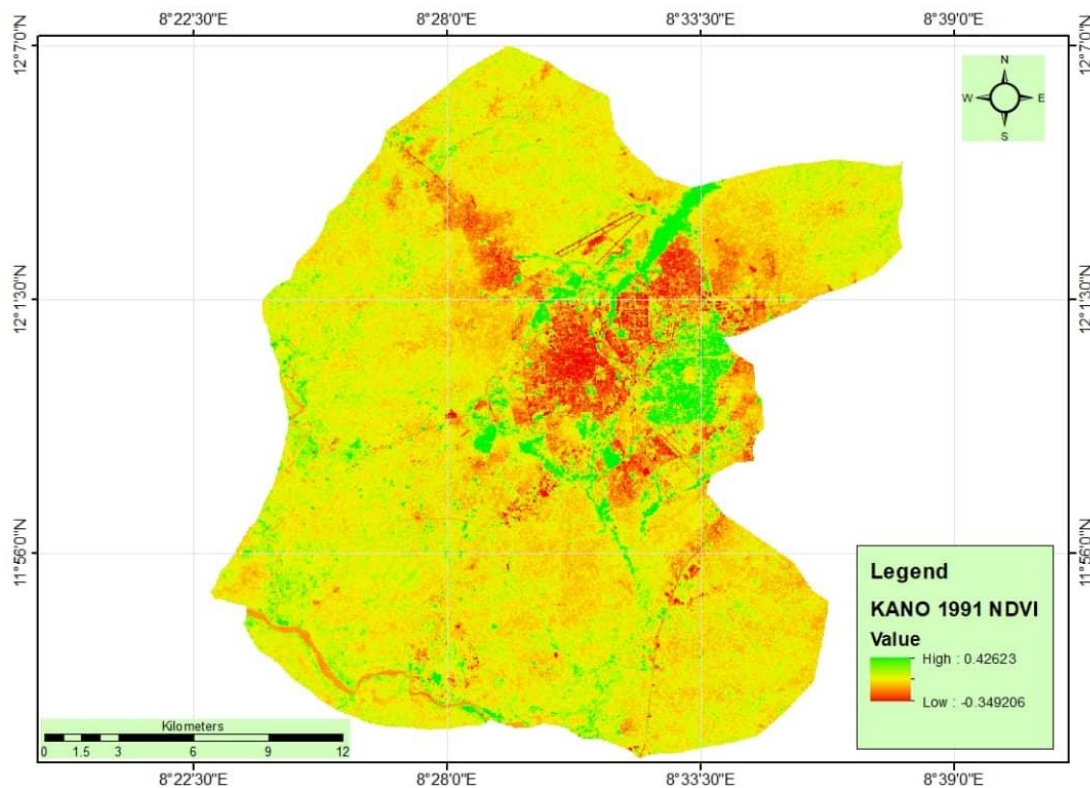 8°22'30"E 8°28'0"E 8°33'30"E 8°39'0"E
12°7'0"N 12°7'0"N
N
W E
S
12°1'30"N 12°1'30"N
11°56'0"N 11°56'0"N
Legend
KANO 1991 NDVI
Value
High : 0.42623
Low : -0.349206
Kilometers
0 1.5 3 6 9 12
8°22'30"E 8°28'0"E 8°33'30"E 8°39'0"E